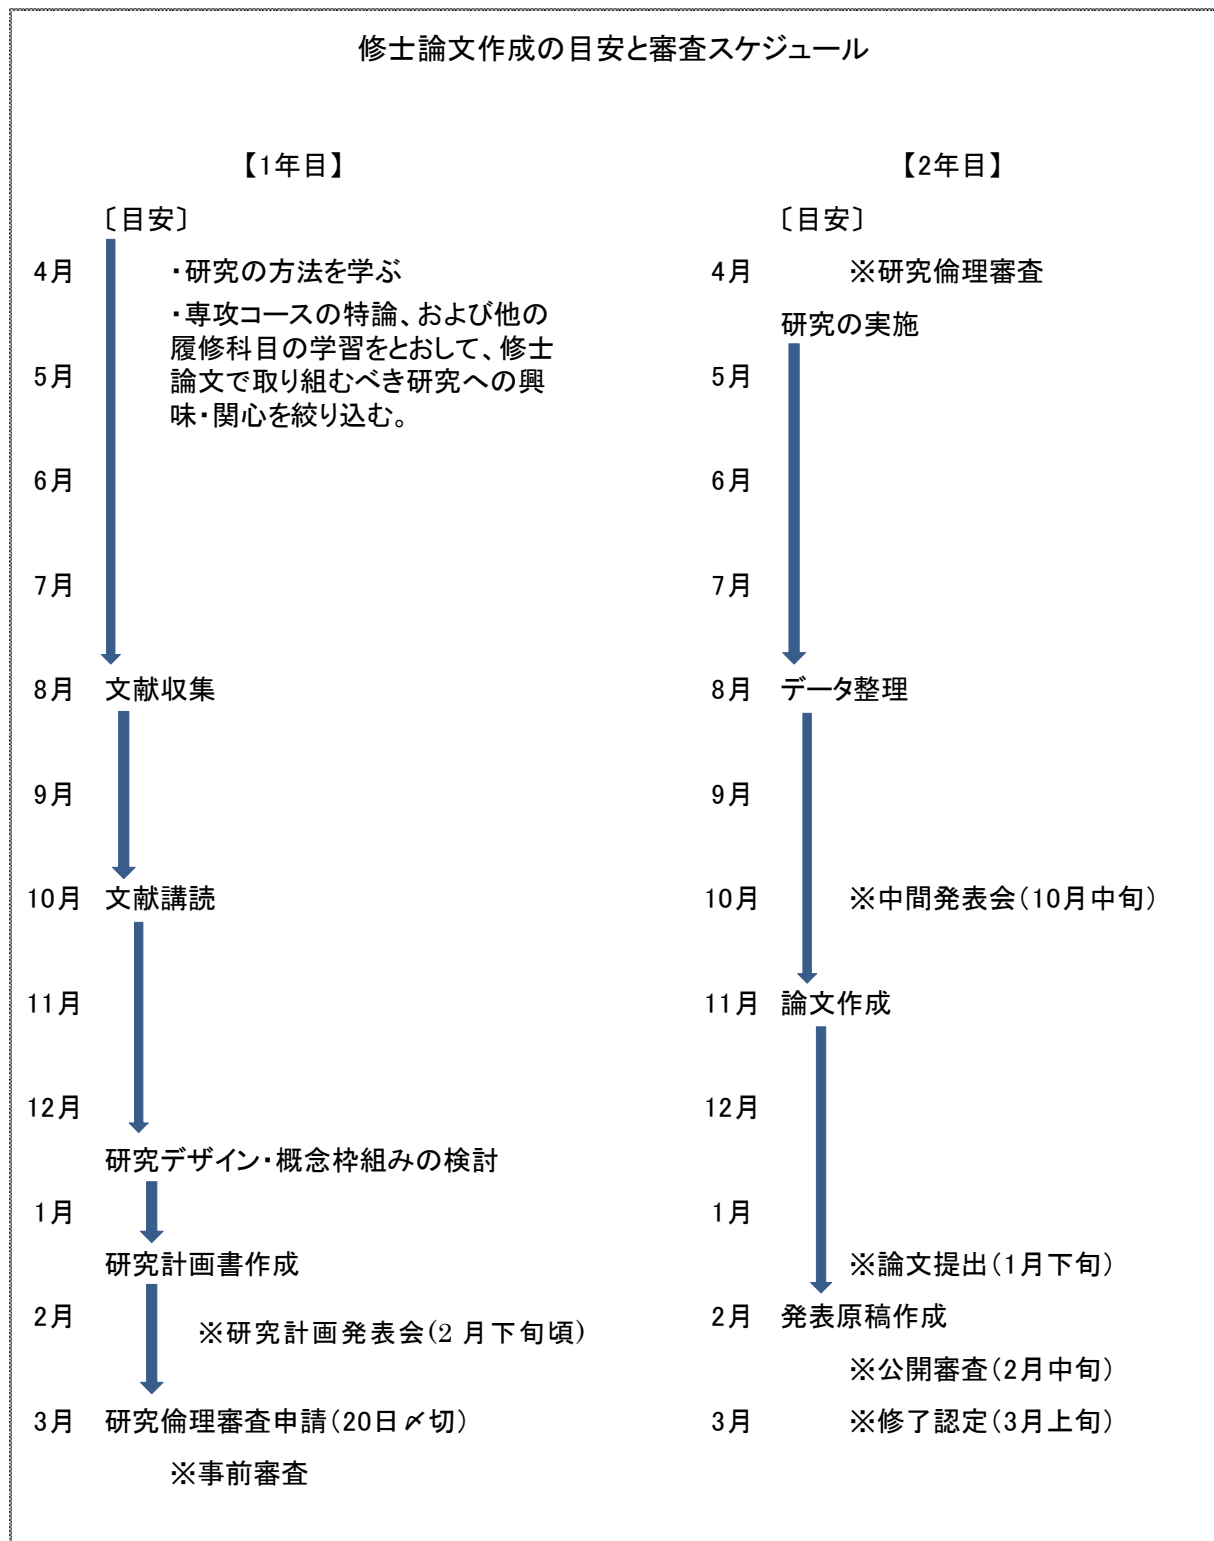 修士論文作成の目安と審査スケジュール
【1年目】
〔目安〕
4月 ・研究の方法を学ぶ
・専攻コースの特論、および他の
履修科目の学習をとおして、修士
5月 論文で取り組むべき研究への興
味・関心を絞り込む。
6月
7月
8月 文献収集
9月
10月 文献講読
11月
12月
研究デザイン・概念枠組みの検討
1月
研究計画書作成
2月
※研究計画発表会(2 月下旬頃)
3月 研究倫理審査申請(20日〆切)
※事前審査
【2年目】
〔目安〕
4月 ※研究倫理審査
研究の実施
5月
6月
7月
8月 データ整理
9月
10月 ※中間発表会(10月中旬)
11月 論文作成
12月
1月
※論文提出(1月下旬)
2月 発表原稿作成
※公開審査(2月中旬)
3月 ※修了認定(3月上旬)